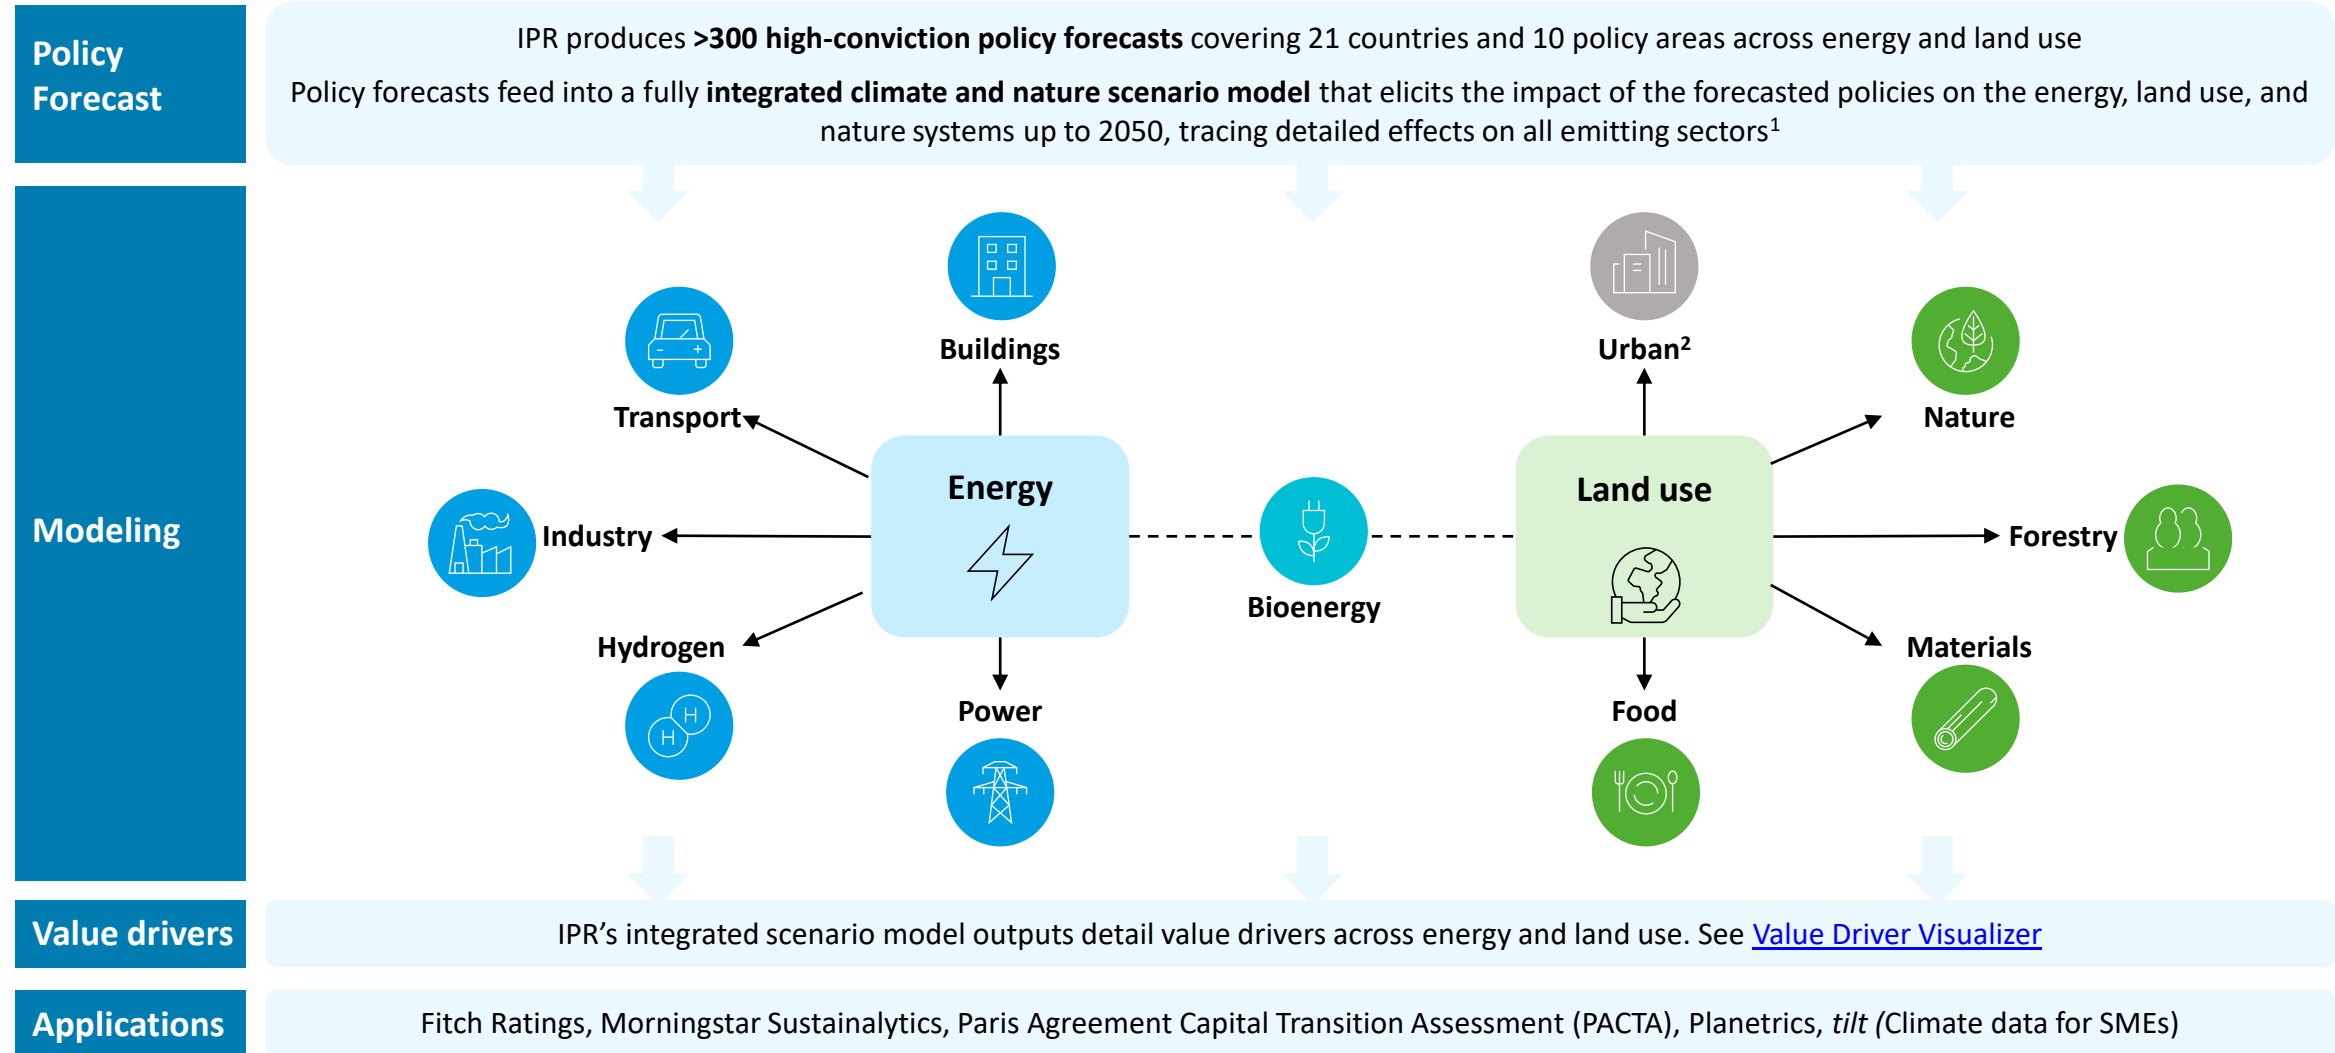 Policy
Forecast
IPR produces >300 high-conviction policy forecasts covering 21 countries and 10 policy areas across energy and land use
Policy forecasts feed into a fully integrated climate and nature scenario model that elicits the impact of the forecasted policies on the energy, land use, and
nature systems up to 2050, tracing detailed effects on all emitting sectors¹
Modeling
Buildings
Transport
Energy
Industry
Hydrogen
H
H
Power
Bioenergy
Urban²
Nature
Land use
Forestry
Materials
Food
Value drivers
IPR’s integrated scenario model outputs detail value drivers across energy and land use. See Value Driver Visualizer
Applications
Fitch Ratings, Morningstar Sustainalytics, Paris Agreement Capital Transition Assessment (PACTA), Planetrics, tilt (Climate data for SMEs)